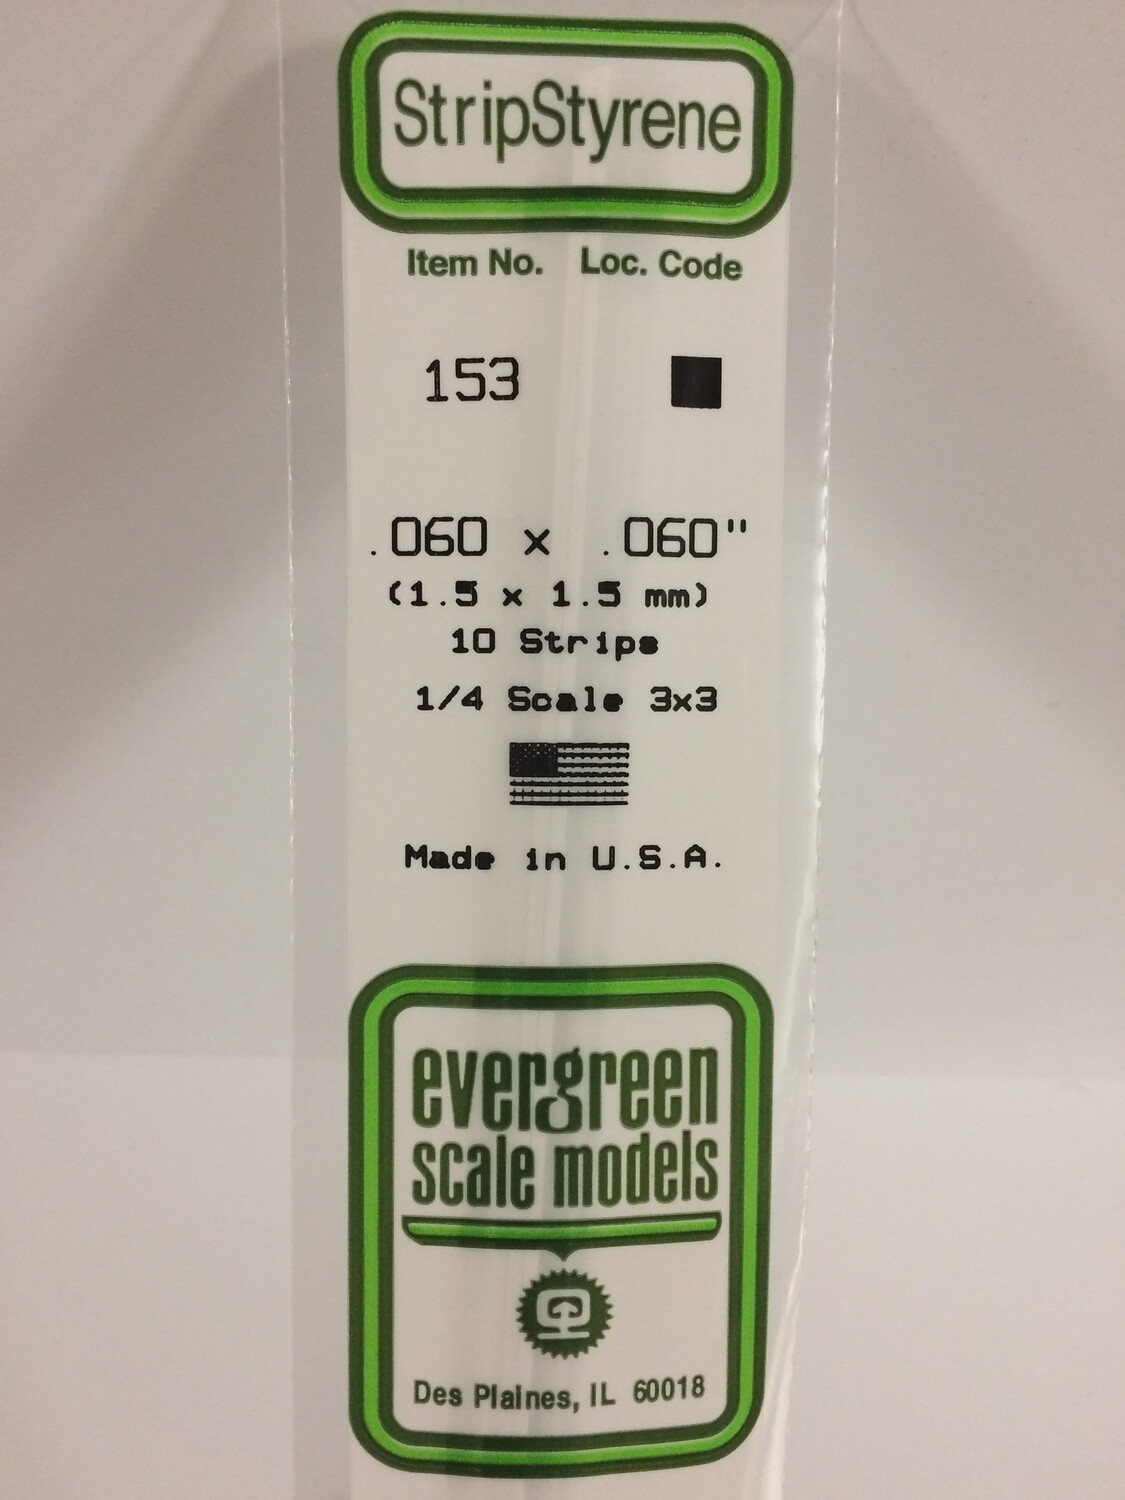 StripStyrene
Item No. Loc. Code
153
.060 x .060"
(1.5 x 1.5 mm)
10 Strips
1/4 Scale 3x3
Made in U.S.A.
evergreen
scale models
Des Plaines, IL 60018